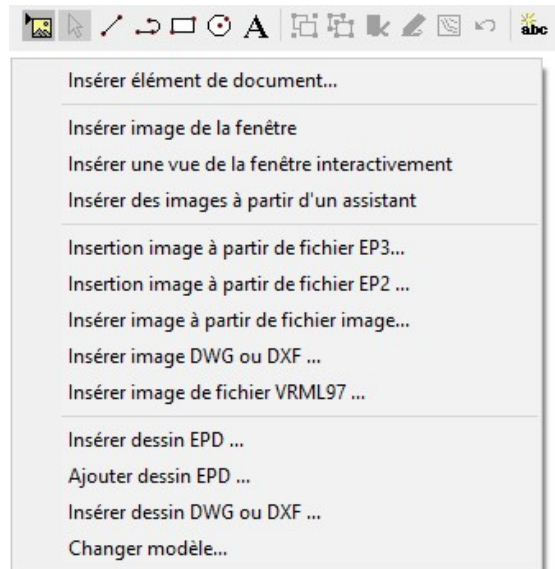 A
abc
Insérer élément de document...
Insérer image de la fenêtre
Insérer une vue de la fenêtre interactivement
Insérer des images à partir d'un assistant
Insertion image à partir de fichier EP3...
Insertion image à partir de fichier EP2 ...
Insérer image à partir de fichier image...
Insérer image DWG ou DXF ...
Insérer image de fichier VRML97 ...
Insérer dessin EPD ...
Ajouter dessin EPD ...
Insérer dessin DWG ou DXF ...
Changer modèle...